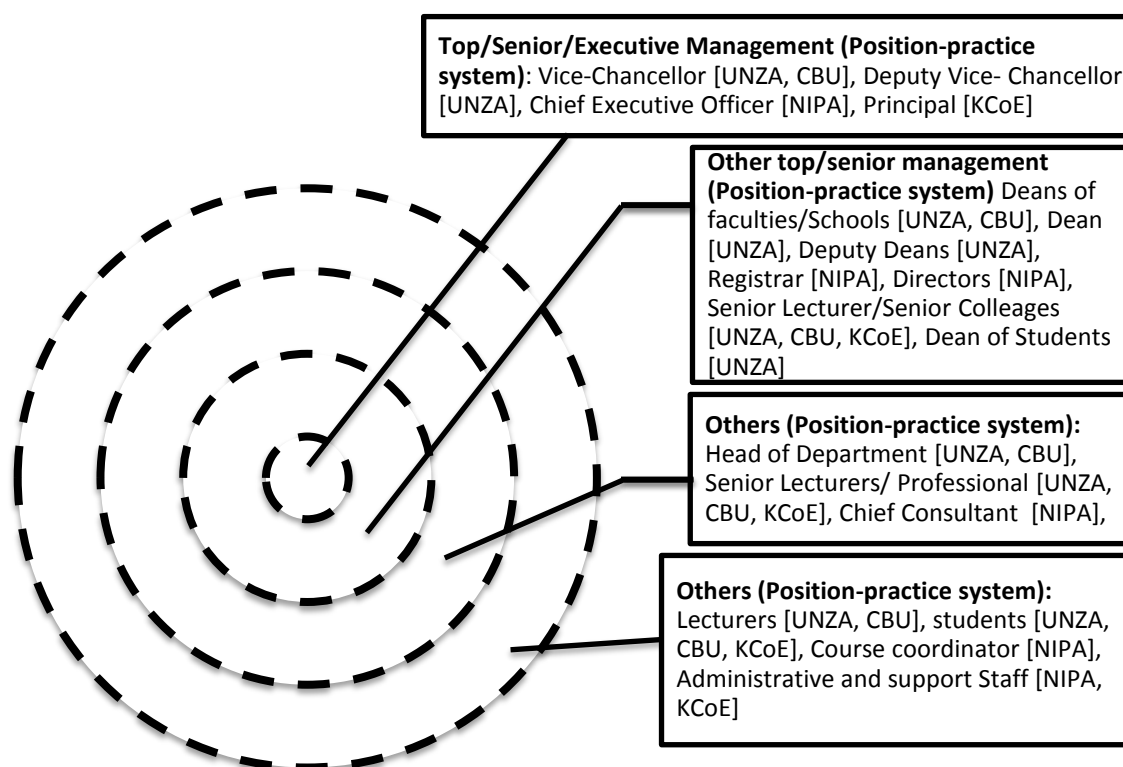 Top/Senior/Executive Management (Position-practice
system): Vice-Chancellor [UNZA, CBU], Deputy Vice- Chancellor
[UNZA], Chief Executive Officer [NIPA], Principal [KCoE]
Other top/senior management
(Position-practice system) Deans of
faculties/Schools [UNZA, CBU], Dean
[UNZA], Deputy Deans [UNZA],
Registrar [NIPA], Directors [NIPA],
Senior Lecturer/Senior Colleages
[UNZA, CBU, KCoE], Dean of Students
[UNZA]
Others (Position-practice system):
Head of Department [UNZA, CBU],
Senior Lecturers/ Professional [UNZA,
CBU, KCoE], Chief Consultant [NIPA],
Others (Position-practice system):
Lecturers [UNZA, CBU], students [UNZA,
CBU, KCoE], Course coordinator [NIPA],
Administrative and support Staff [NIPA,
KCoE]